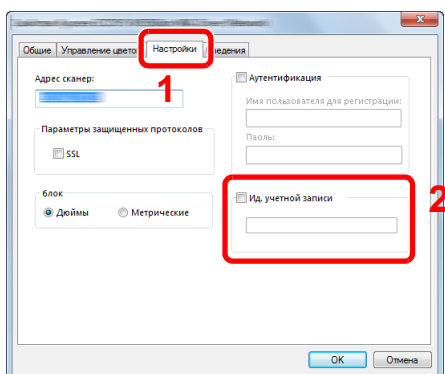 Общие Управление цвето Настройки ведения
1
Адрес сканер:
Аутентификация
Имя пользователя для регистрации:
Параметры защищенных протоколов
Паоль:
SSL
блок
Дюймы Метрические
Ид. учетной записи
2
OK Отмена